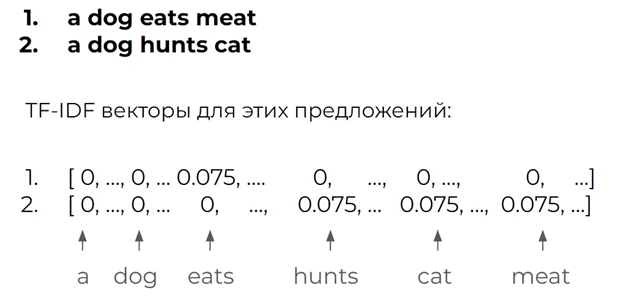 1. a dog eats meat
2. a dog hunts cat
TF-IDF векторы для этих предложений:
1. [ 0, ..., 0, ... 0.075, .... 0, ..., 0, ..., 0, ...]
2. [ 0, ..., 0, ... 0, ..., 0.075, ... 0.075, ..., 0.075, ...]
a dog eats hunts cat meat